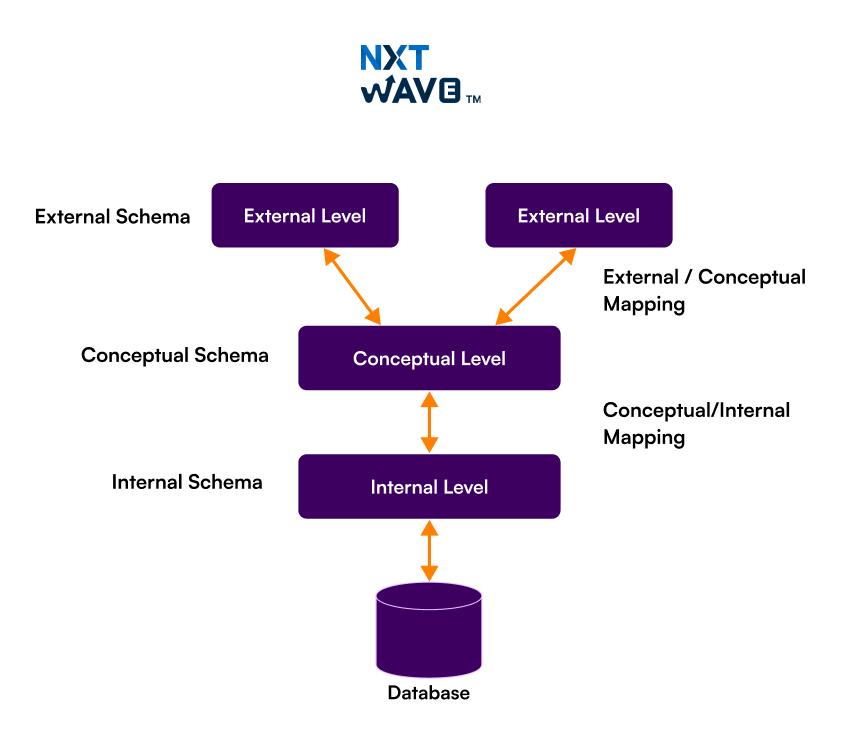 NXT
WAVE TM
External Schema
External Level
External Level
External / Conceptual
Mapping
Conceptual Schema
Conceptual Level
Conceptual/Internal
Mapping
Internal Schema
Internal Level
Database